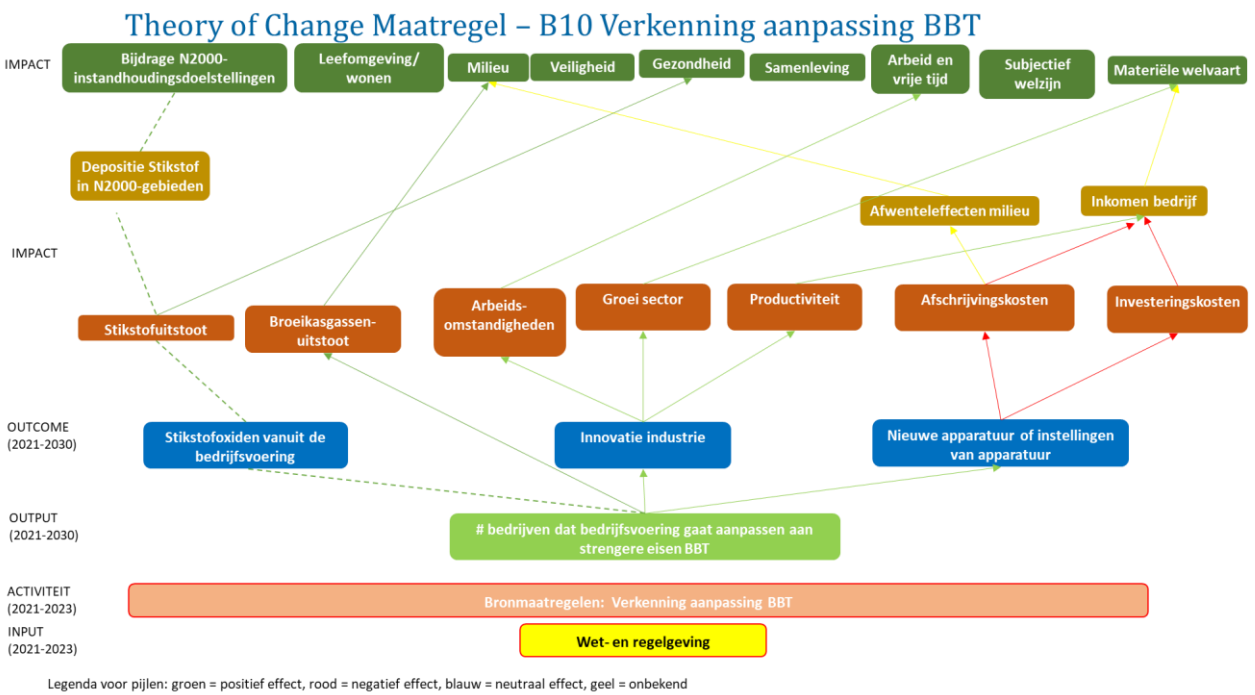 Theory of Change Maatregel – B10 Verkenning aanpassing BBT
IMPACT
Bijdrage N2000-
instandhoudingsdoelstellingen
Leefomgeving/
wonen
Milieu
Veiligheid
Gezondheid
Samenleving
Arbeid en
vrije tijd
Subjectief
welzijn
Materiële welvaart
Depositie Stikstof
in N2000-gebieden
Afwenteleffecten milieu
Inkomen bedrijf
IMPACT
Stikstofuitstoot
Broeikasgassen-
uitstoot
Arbeids-
omstandigheden
Groei sector
Productiviteit
Afschrijvingskosten
Investeringskosten
OUTCOME
(2021-2030)
Stikstofoxiden vanuit de
bedrijfsvoering
Innovatie industrie
Nieuwe apparatuur of instellingen
van apparatuur
OUTPUT
(2021-2030)
# bedrijven dat bedrijfsvoering gaat aanpassen aan
strengere eisen BBT
ACTIVITEIT
(2021-2023)
Bronmaatregelen: Verkenning aanpassing BBT
INPUT
(2021-2023)
Wet- en regelgeving
Legenda voor pijlen: groen = positief effect, rood = negatief effect, blauw = neutraal effect, geel = onbekend